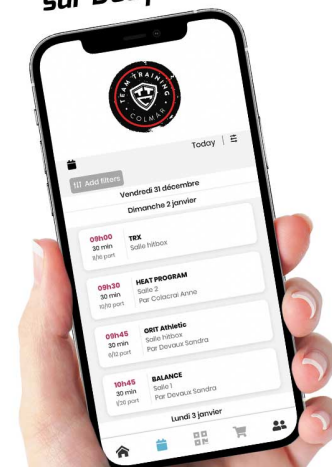 sur
TEAM TRAINING
COLMAR
Today
Add filters
Vendredi 31 décembre
Dimanche 2 janvier
09h00
30 min
TRX
Salle hitbox
09h30
30 min
HEAT PROGRAM
Salle 2
Par Colacrai Anne
09h45
30 min
6/12 part
GRIT Athletic
Salle hitbox
Par Devaux Sandra
10h45
30 min
1/26 part
BALANCE
Salle 1
Par Devaux Sandra
Lundi 3 janvier